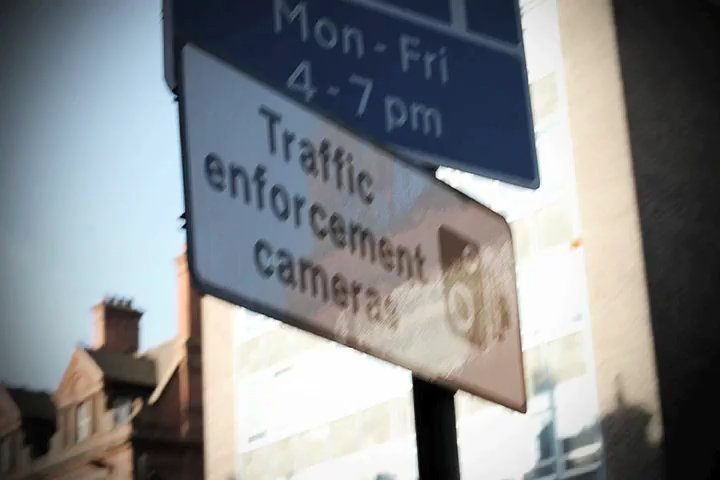 Mon - Fri
4 - 7 pm
Traffic
enforcement
cameras